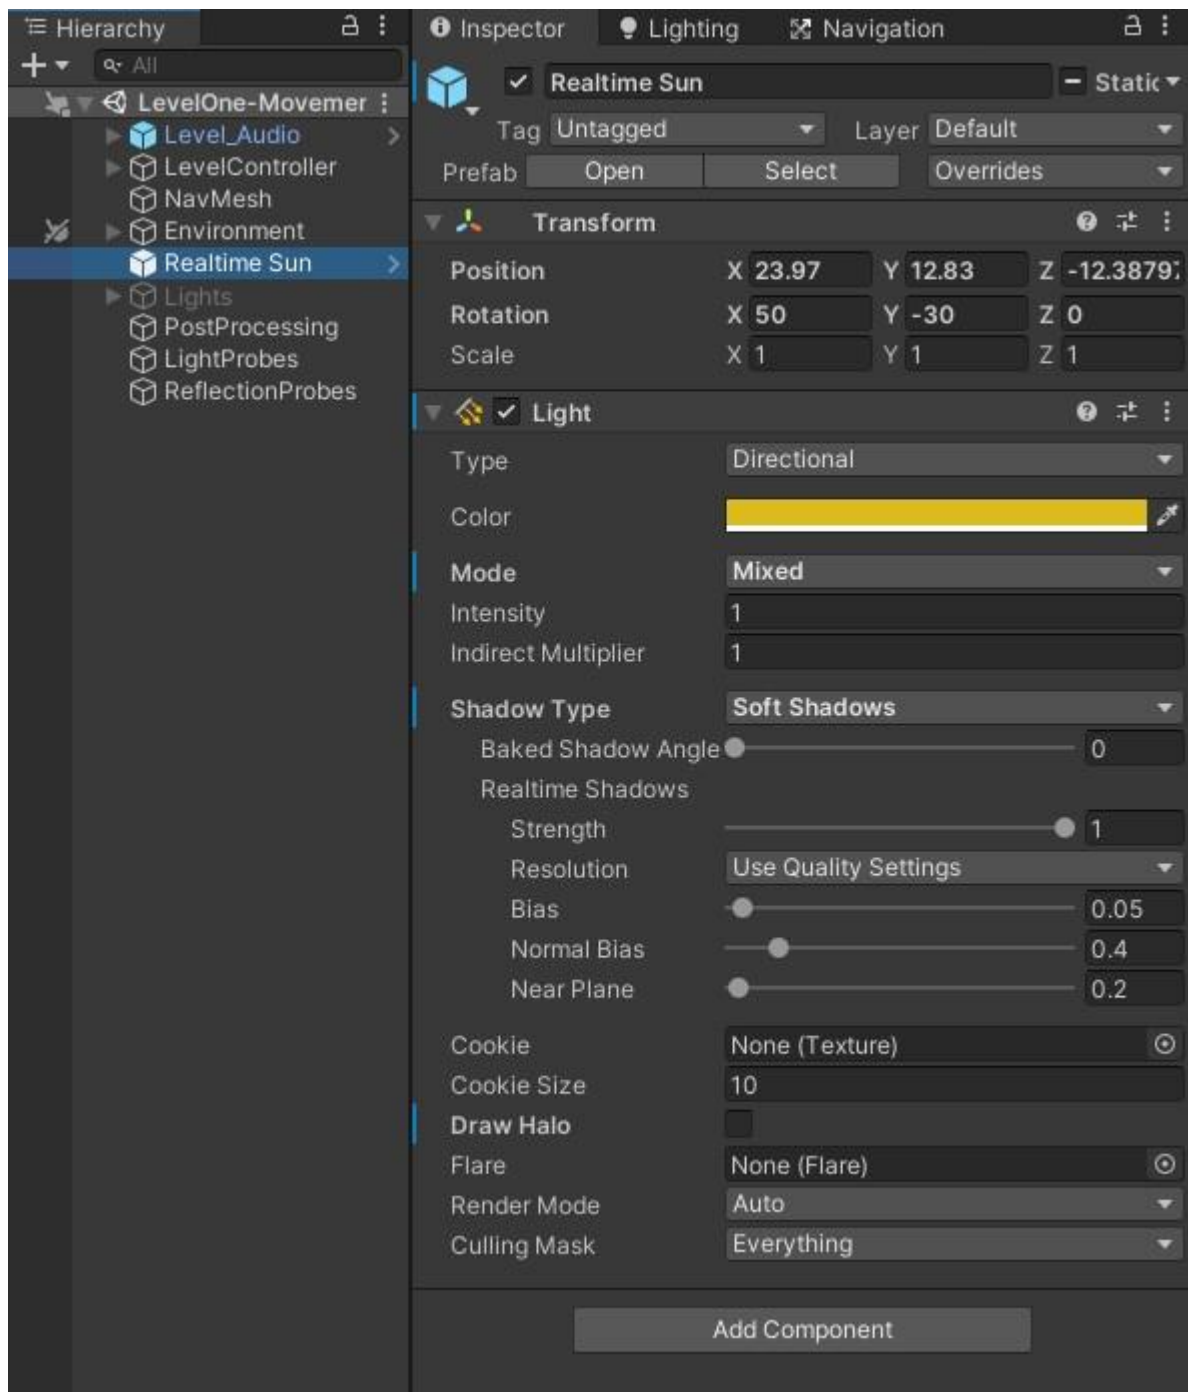 Hierarchy
All
LevelOne-Movemer
Level_Audio
LevelController
NavMesh
Environment
Realtime Sun
Lights
PostProcessing
LightProbes
ReflectionProbes
Inspector Lighting Navigation
Realtime Sun Static
Tag Untagged Layer Default
Prefab Open Select Overrides
Transform
Position X 23.97 Y 12.83 Z -12.3879
Rotation X 50 Y -30 Z 0
Scale X 1 Y 1 Z 1
Light
Type Directional
Color
Mode Mixed
Intensity 1
Indirect Multiplier 1
Shadow Type Soft Shadows
Baked Shadow Angle 0
Realtime Shadows
Strength 1
Resolution Use Quality Settings
Bias 0.05
Normal Bias 0.4
Near Plane 0.2
Cookie None (Texture)
Cookie Size 10
Draw Halo
Flare None (Flare)
Render Mode Auto
Culling Mask Everything
Add Component